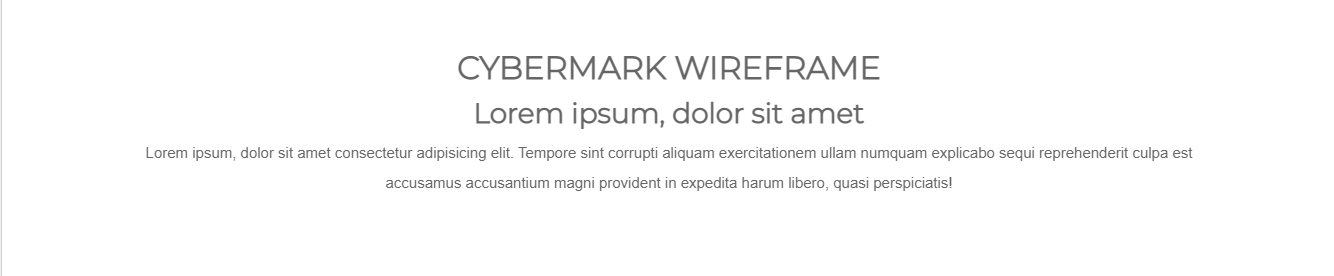 CYBERMARK WIREFRAME
Lorem ipsum, dolor sit amet
Lorem ipsum, dolor sit amet consectetur adipisicing elit. Tempore sint corrupti aliquam exercitationem ullam numquam explicabo sequi reprehenderit culpa est
accusamus accusantium magni provident in expedita harum libero, quasi perspiciatis!